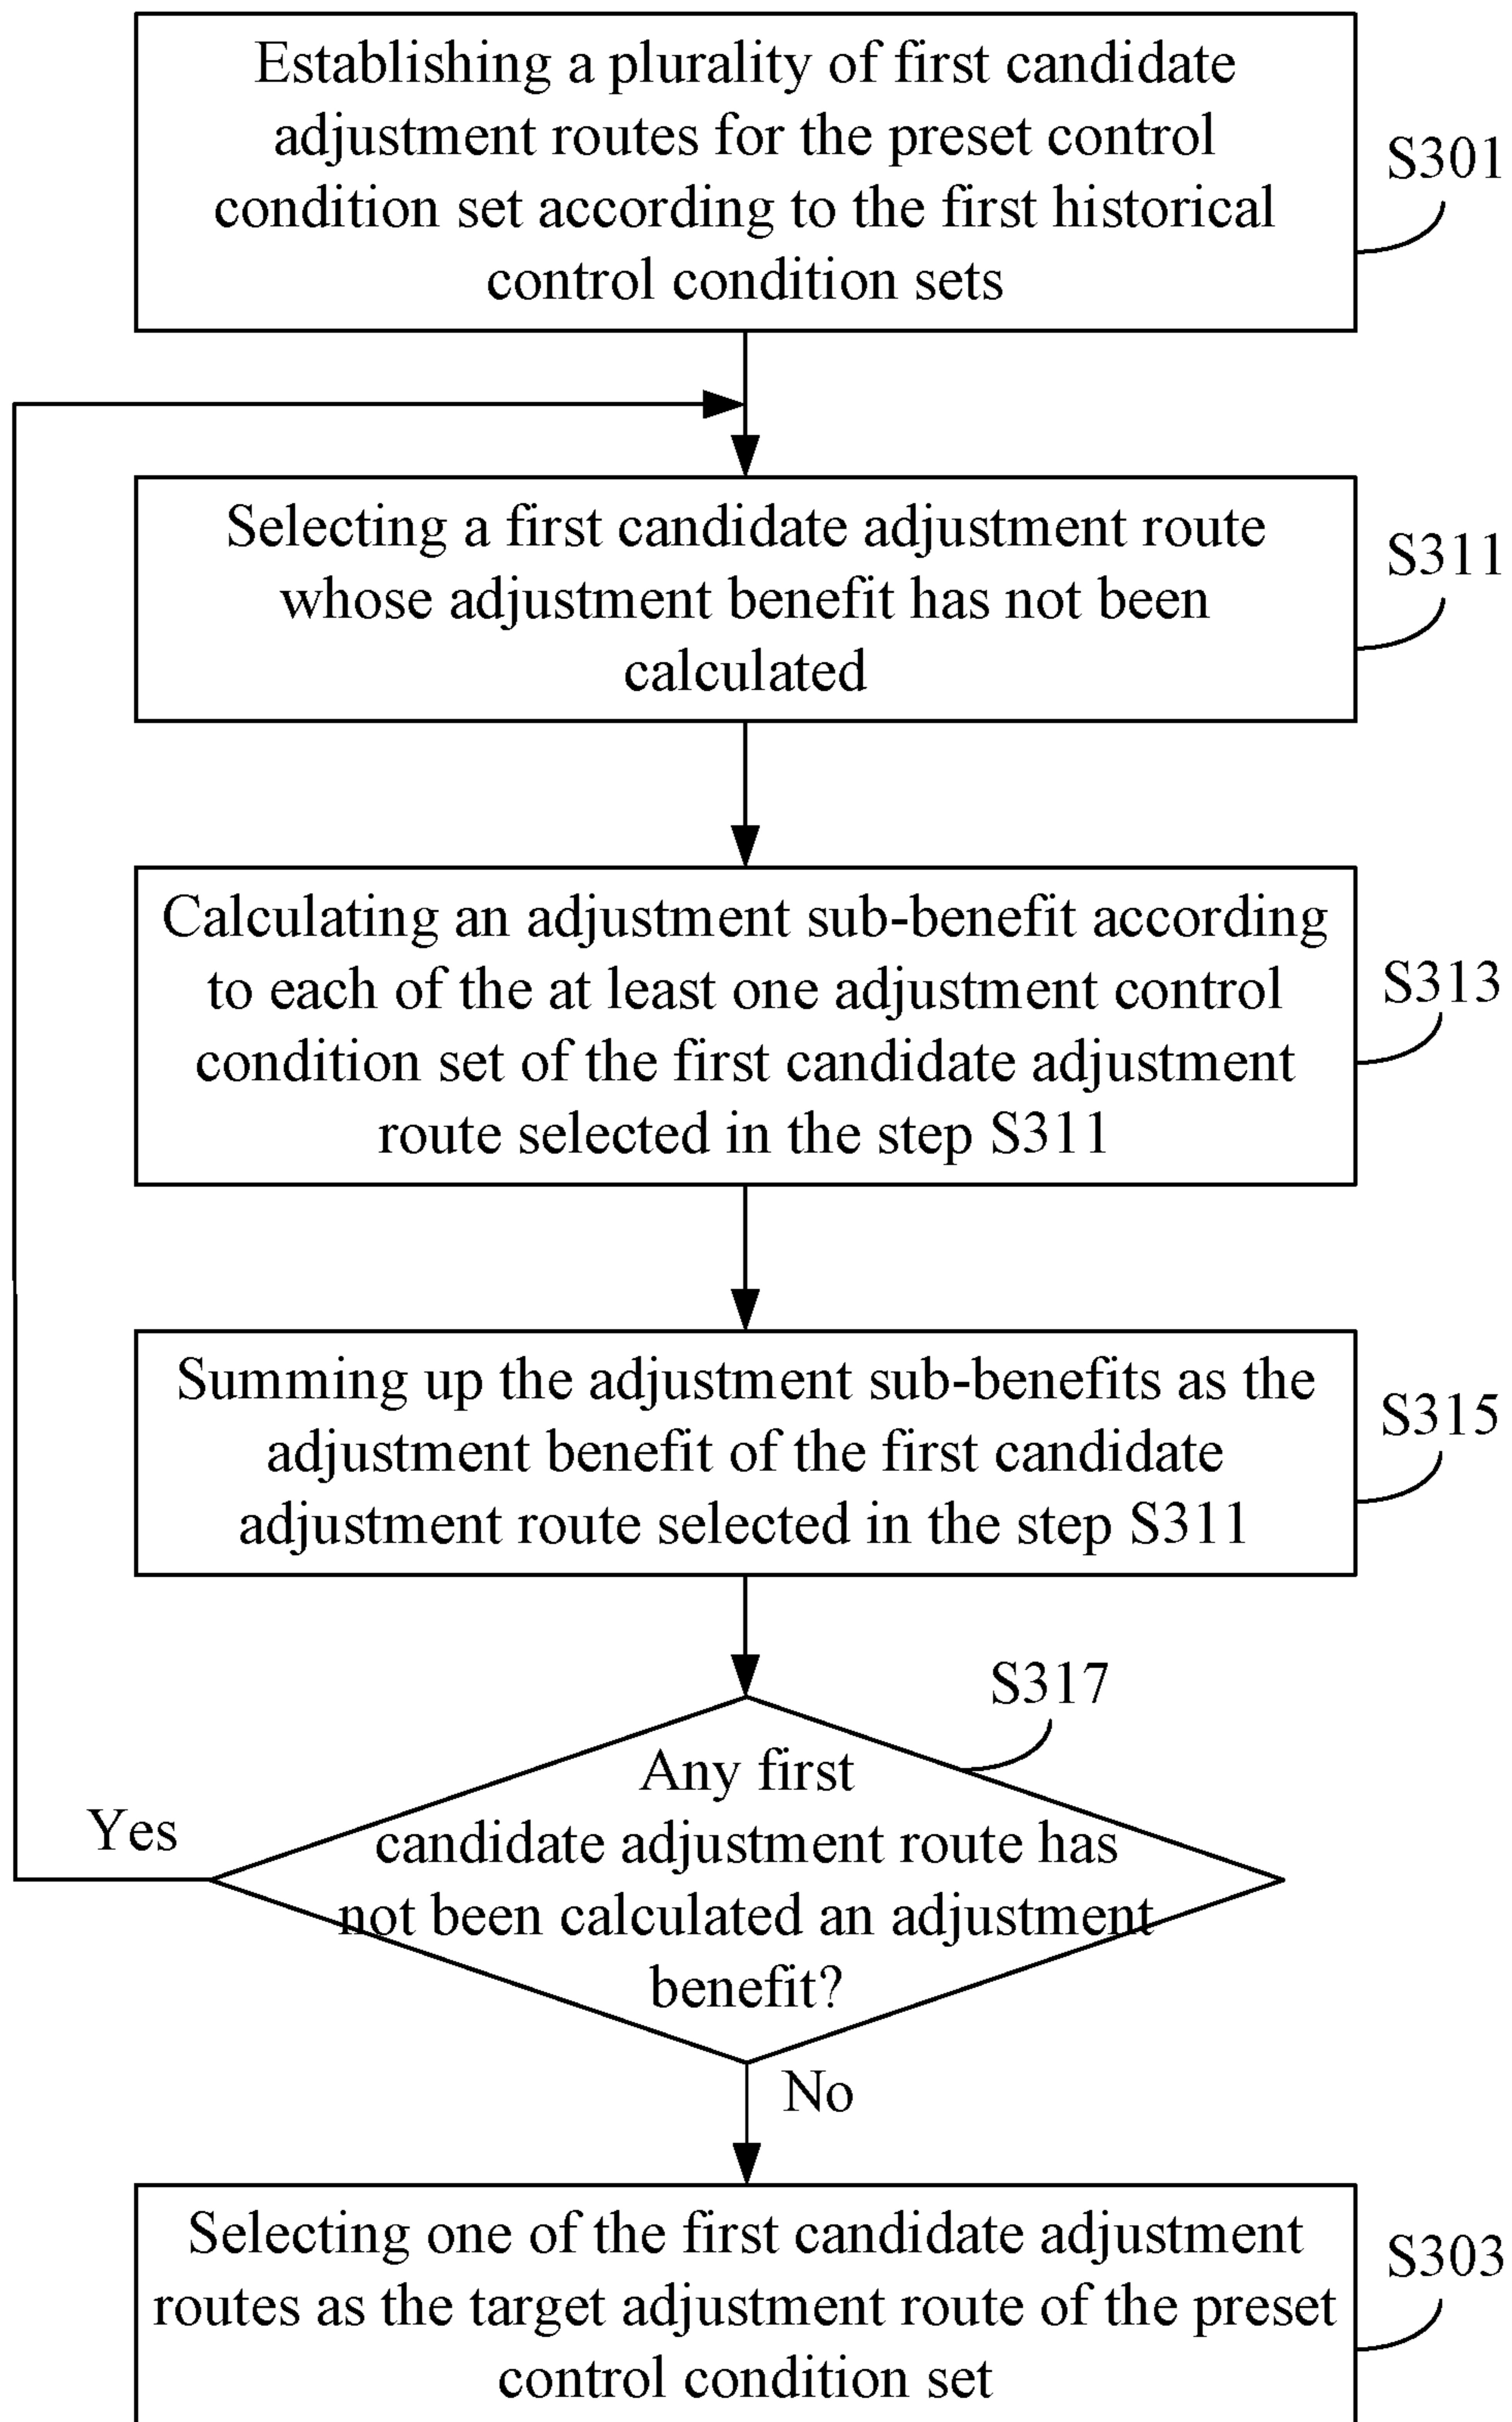 Establishing a plurality of first candidate
adjustment routes for the preset control
condition set according to the first historical
control condition sets
S301
Selecting a first candidate adjustment route
whose adjustment benefit has not been
calculated
S311
Calculating an adjustment sub-benefit according
to each of the at least one adjustment control
condition set of the first candidate adjustment
route selected in the step S311
S313
Summing up the adjustment sub-benefits as the
adjustment benefit of the first candidate
adjustment route selected in the step S311
S315
S317
Any first
candidate adjustment route has
not been calculated an adjustment
benefit?
Yes
No
Selecting one of the first candidate adjustment
routes as the target adjustment route of the preset
control condition set
S303